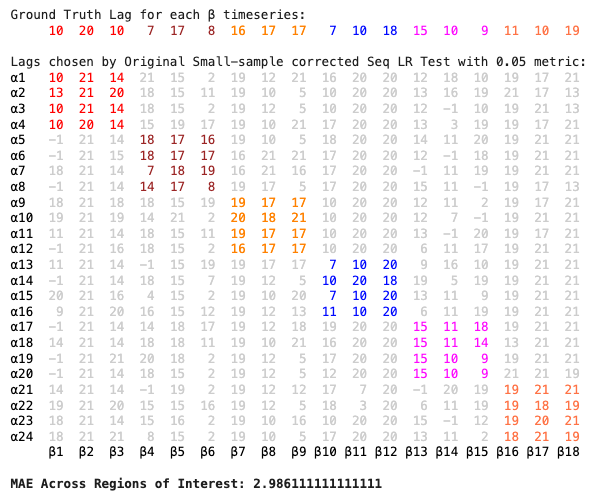 Ground Truth Lag for each β timeseries:
10 20 10 7 17 8 16 17 17 7 10 18 15 10 9 11 10 19
Lags chosen by Original Small-sample corrected Seq LR Test with 0.05 metric:
α1 10 21 14 21 15 2 19 12 21 16 20 20 12 18 10 19 17 21
α2 13 21 20 18 15 11 19 10 5 10 20 20 13 16 19 21 17 13
α3 10 21 14 18 15 2 19 12 5 10 20 20 12 -1 10 19 21 13
α4 10 20 14 15 19 17 19 10 21 17 20 20 13 3 19 19 17 21
α5 -1 21 14 18 17 16 19 10 5 18 20 20 14 11 20 19 21 21
α6 -1 21 15 18 17 17 16 21 21 17 20 20 12 -1 18 19 21 21
α7 18 21 14 7 18 19 16 21 16 17 20 20 -1 11 19 19 21 21
α8 -1 21 14 14 17 8 19 17 5 17 20 20 15 11 -1 19 17 13
α9 18 21 18 18 15 19 19 17 17 10 20 20 12 11 2 19 17 21
α10 19 21 19 14 21 2 20 18 21 10 20 20 12 7 -1 19 21 21
α11 21 21 14 18 15 11 19 17 17 10 20 20 13 -1 20 19 17 21
α12 -1 21 16 18 15 2 16 17 17 10 20 20 6 11 17 19 21 21
α13 11 21 14 -1 15 19 19 17 17 7 10 20 9 16 10 19 21 21
α14 -1 21 14 18 15 7 19 12 5 10 20 18 19 5 19 19 21 21
α15 20 21 16 4 15 2 19 10 20 7 10 20 13 11 9 19 21 21
α16 9 21 20 16 15 12 19 12 13 11 10 20 6 11 19 19 21 21
α17 -1 21 14 18 18 17 19 12 18 19 20 20 15 11 18 19 21 21
α18 14 21 14 18 18 11 19 10 21 16 20 20 15 11 14 13 21 21
α19 -1 21 21 20 18 2 19 12 5 17 20 20 15 10 9 19 21 21
α20 -1 21 14 18 15 2 19 12 5 18 20 20 15 10 9 21 21 19
α21 14 21 14 -1 19 2 19 12 12 17 7 20 -1 20 19 19 21 21
α22 19 21 20 15 15 16 19 12 5 18 3 20 6 11 19 19 18 19
α23 18 21 14 15 16 2 19 10 16 10 20 20 15 -1 12 19 20 21
α24 18 21 21 8 15 2 19 10 5 17 20 20 13 11 2 18 21 19
β1 β2 β3 β4 β5 β6 β7 β8 β9 β10 β11 β12 β13 β14 β15 β16 β17 β18
MAE Across Regions of Interest: 2.986111111111111